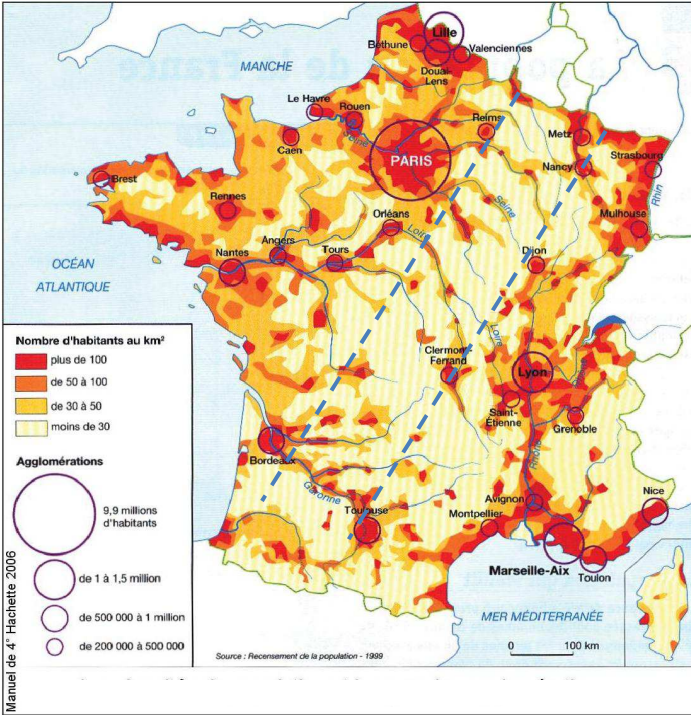 Lille
Béthune
Valenciennes
Douai-
Lens
MANCHE
Le Havre
Rouen
Reims
Seine
Caen
PARIS
Metz
Nancy
Strasbourg
Brest
Rennes
Orléans
Seine
Rhin
Mulhouse
Loire
Angers
Tours
Nantes
Dijon
OCÉAN
ATLANTIQUE
Loire
Nombre d'habitants au km²
plus de 100
de 50 à 100
de 30 à 50
moins de 30
Clermont
Ferrand
Lyon
Rhône
Saint-
Étienne
Grenoble
Rhône
Bordeaux
Garonne
Agglomérations
9,9 millions
d'habitants
de 1 à 1,5 million
de 500 000 à 1 million
de 200 000 à 500 000
Toulouse
Montpellier
Avignon
Nice
Marseille-Aix
Toulon
MER MÉDITERRANÉE
0 100 km
Source : Recensement de la population - 1999
Manuel de 4° Hachette 2006